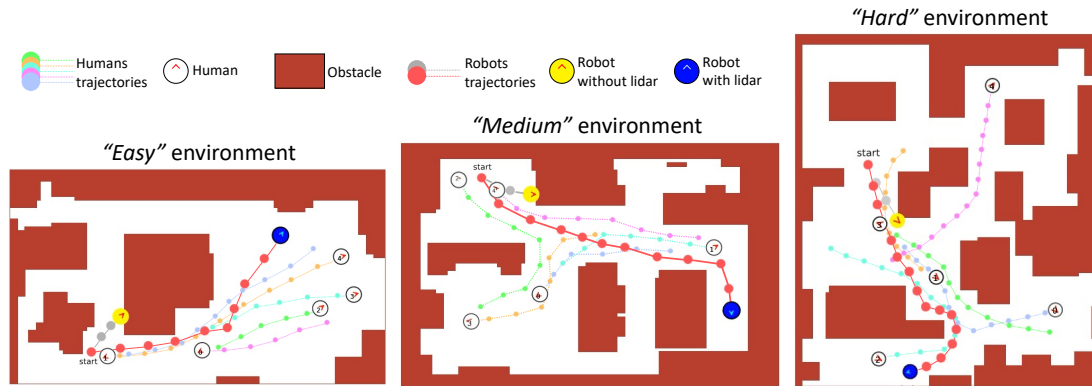 “Hard” environment
Humans
trajectories
Human
Obstacle
Robots
trajectories
Robot
without lidar
Robot
with lidar
“Easy” environment
“Medium” environment
start
start
start